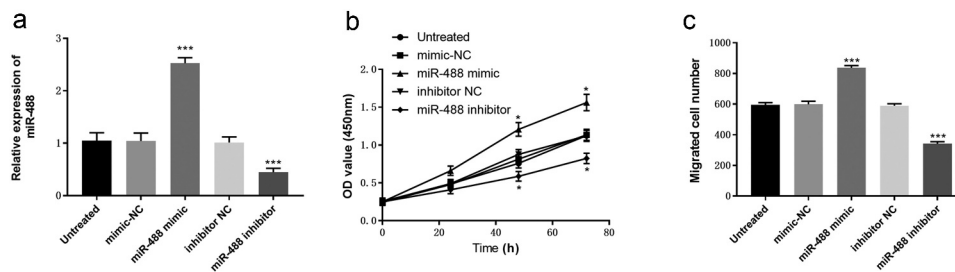 a
Relative expression of
miR-488
3
2
1
0
***
***
Untreated
mimic-NC
miR-488 mimic
inhibitor NC
miR-488 inhibitor
b
Untreated
mimic-NC
miR-488 mimic
inhibitor NC
miR-488 inhibitor
OD value (450nm)
2.0
1.5
1.0
0.5
0.0
*
*
*
*
0
20
40
60
80
Time (h)
c
Migrated cell number
1000
800
600
400
200
0
***
***
Untreated
mimic-NC
miR-488 mimic
inhibitor NC
miR-488 inhibitor